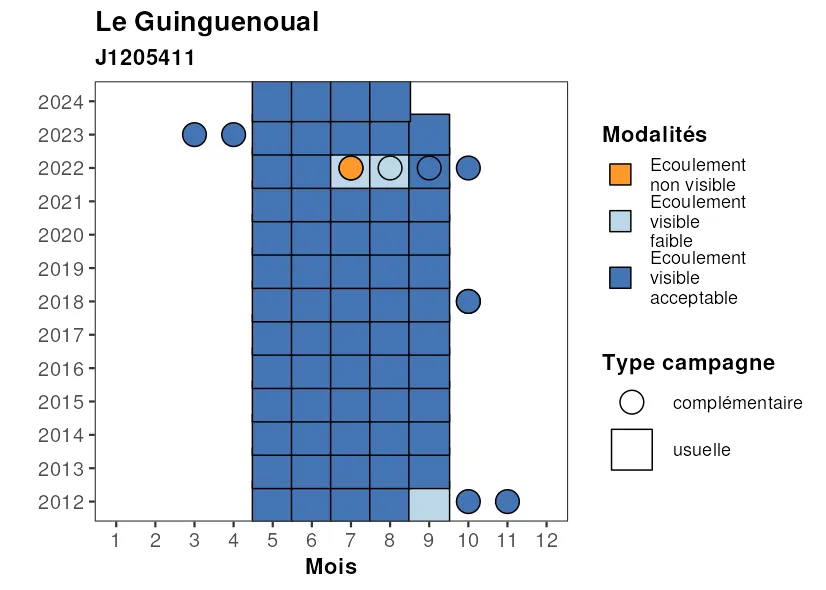 Le Guinguenoual
J1205411
2024
2023
2022
2021
2020
2019
2018
2017
2016
2015
2014
2013
2012
1 2 3 4 5 6 7 8 9 10 11 12
Mois
Modalités
Ecoulement
non visible
Ecoulement
visible
faible
Ecoulement
visible
acceptable
Type campagne
complémentaire
usuelle